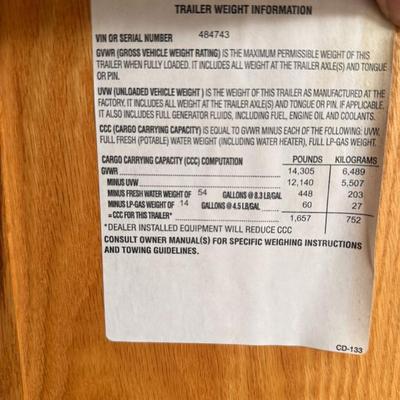 TRAILER WEIGHT INFORMATION
VIN OR SERIAL NUMBER 484743
GVWR (GROSS VEHICLE WEIGHT RATING) IS THE MAXIMUM PERMISSIBLE WEIGHT OF THIS
TRAILER WHEN FULLY LOADED. IT INCLUDES ALL WEIGHT AT THE TRAILER AXLE(S) AND TONGUE
OR PIN.
UVW (UNLOADED VEHICLE WEIGHT) IS THE WEIGHT OF THIS TRAILER AS MANUFACTURED AT THE
FACTORY. IT INCLUDES ALL WEIGHT AT THE TRAILER AXLE(S) AND TONGUE OR PIN. IF APPLICABLE,
IT ALSO INCLUDES FULL GENERATOR FLUIDS, INCLUDING FUEL, ENGINE OIL AND COOLANTS.
CCC (CARGO CARRYING CAPACITY) IS EQUAL TO GVWR MINUS EACH OF THE FOLLOWING: UVW,
FULL FRESH (POTABLE) WATER WEIGHT (INCLUDING WATER HEATER), FULL LP-GAS WEIGHT.
CARGO CARRYING CAPACITY (CCC) COMPUTATION POUNDS KILOGRAMS
GVWR 14,305 6,489
MINUS UVW 12,140 5,507
MINUS FRESH WATER WEIGHT OF 54 GALLONS @ 8.3 LB/GAL 448 203
MINUS LP-GAS WEIGHT OF 14 GALLONS @ 4.5 LB/GAL 60 27
= CCC FOR THIS TRAILER* 1,657 752
*DEALER INSTALLED EQUIPMENT WILL REDUCE CCC
CONSULT OWNER MANUAL(S) FOR SPECIFIC WEIGHING INSTRUCTIONS
AND TOWING GUIDELINES.
CD-133